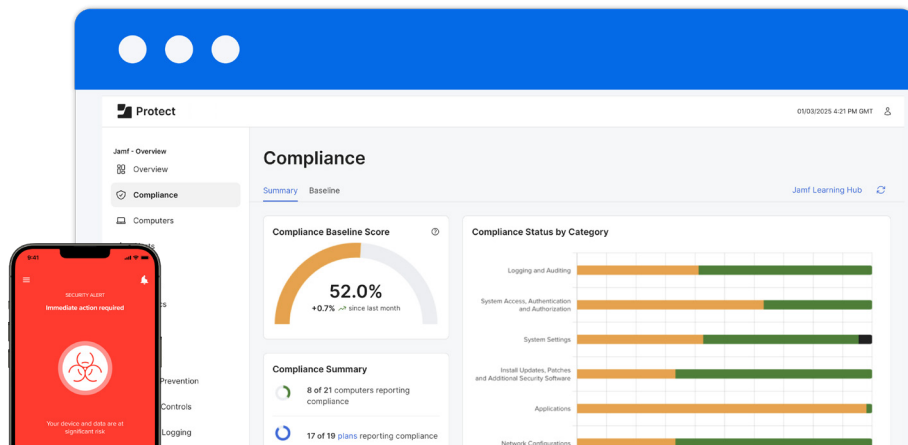 Protect
01/03/2025 4:21 PM GMT
Jamf - Overview
Overview
Compliance
Computers
Prevention
Controls
Logging
Compliance
Summary
Baseline
Jamf Learning Hub
Compliance Baseline Score
52.0%
+0.7% since last month
Compliance Summary
8 of 21 computers reporting
compliance
17 of 19 plans reporting compliance
Compliance Status by Category
Logging and Auditing
System Access, Authentication
and Authorization
System Settings
Install Updates, Patches
and Additional Security Software
Applications
Network Configurations
9:41
SECURITY ALERT
Immediate action required
Your device and data are at
significant risk